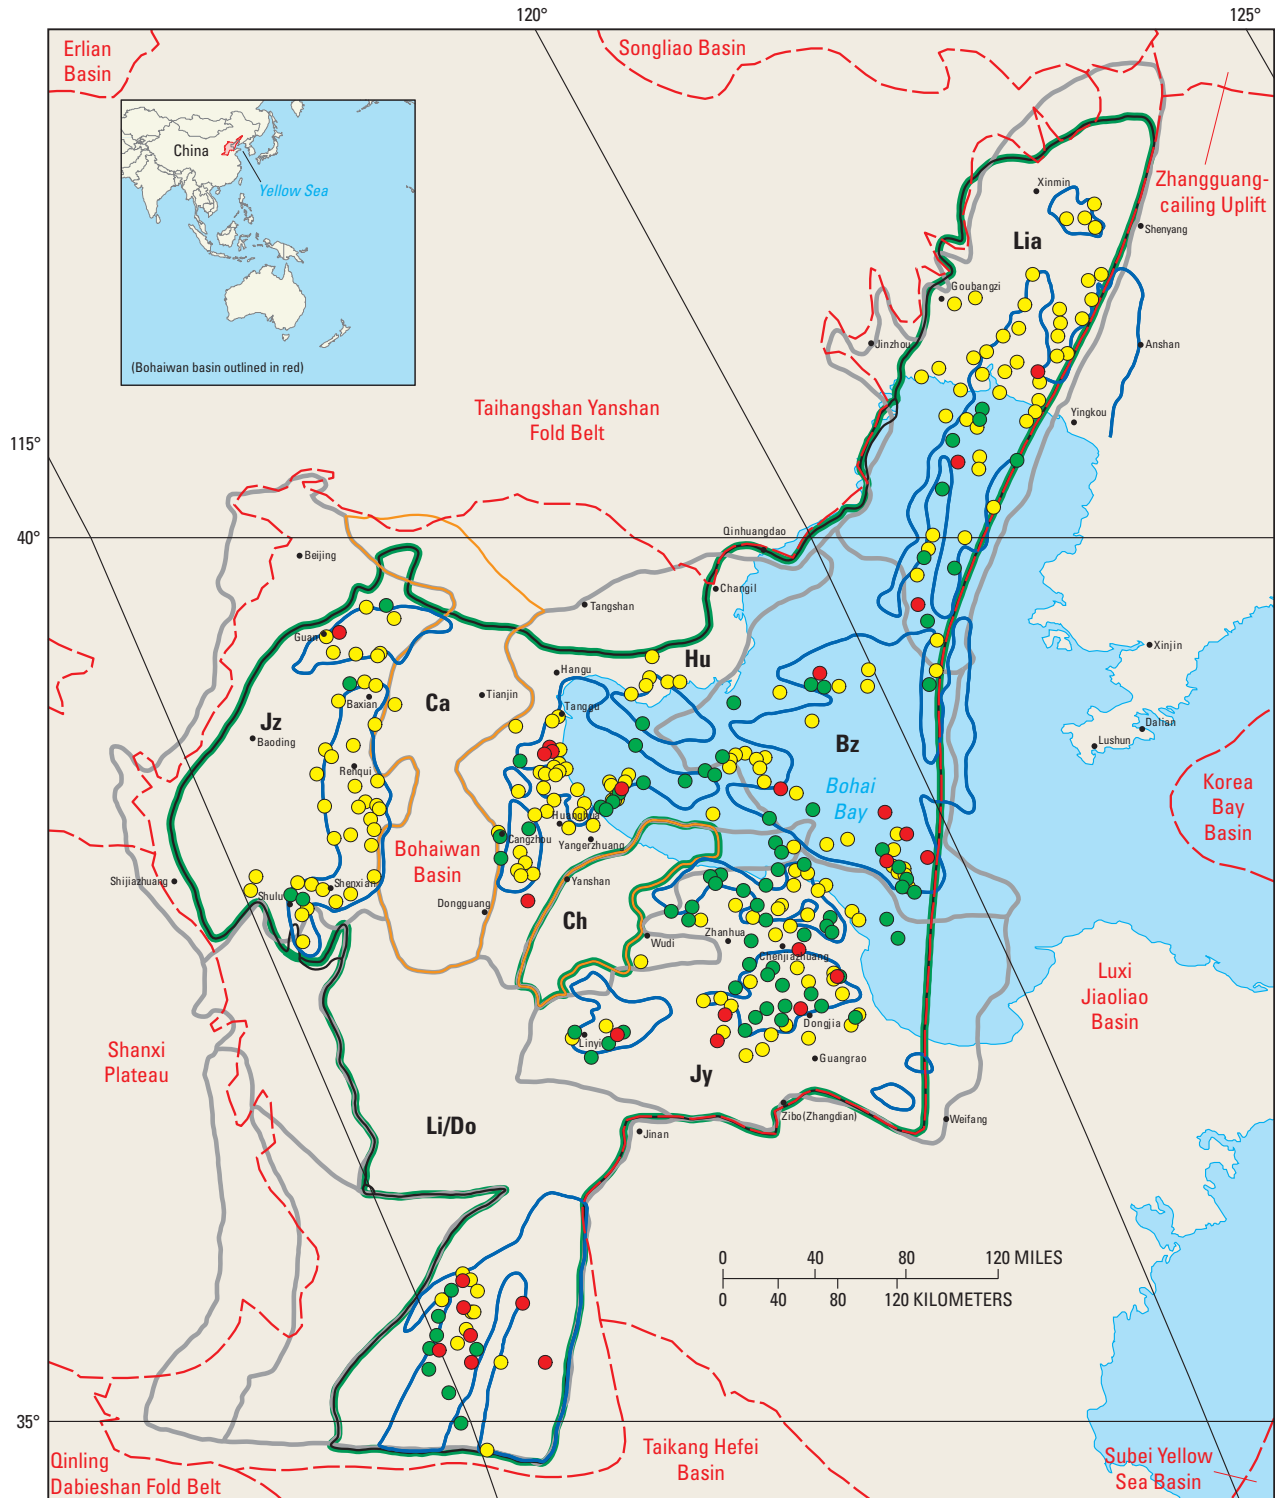 120°
125°
Erlian
Basin
Songliao Basin
China
Yellow Sea
(Bohaiwan basin outlined in red)
Zhangguang-
cailing Uplift
Xinmin
Shenyang
Lia
Goubangzi
Jinzhou
Anshan
Yingkou
Taihangshan Yanshan
Fold Belt
115°
40°
Qinhuangdao
Beijing
Changil
Tangshan
Guan
Xinjin
Hangu
Hu
Tianjin
Tanggu
Baxian
Ca
Jz
Baoding
Dalian
Lushun
Bz
Renqui
Bohai
Bay
Korea
Bay
Basin
Huanghua
Cangzhou
Yangerzhuang
Bohaiwan
Basin
Shijiazhuang
Shenxian
Shulu
Yanshan
Dongguang
Ch
Zhanhua
Wudi
Chenjiazhuang
Luxi
Jiaoliao
Basin
Dongjia
Linyi
Guangrao
Shanxi
Plateau
Jy
Li/Do
Zibo(Zhangdian)
Weifang
Jinan
0 40 80 120 MILES
0 40 80 120 KILOMETERS
35°
Qinling
Dabieshan Fold Belt
Taikang Hefei
Basin
Subei Yellow
Sea Basin